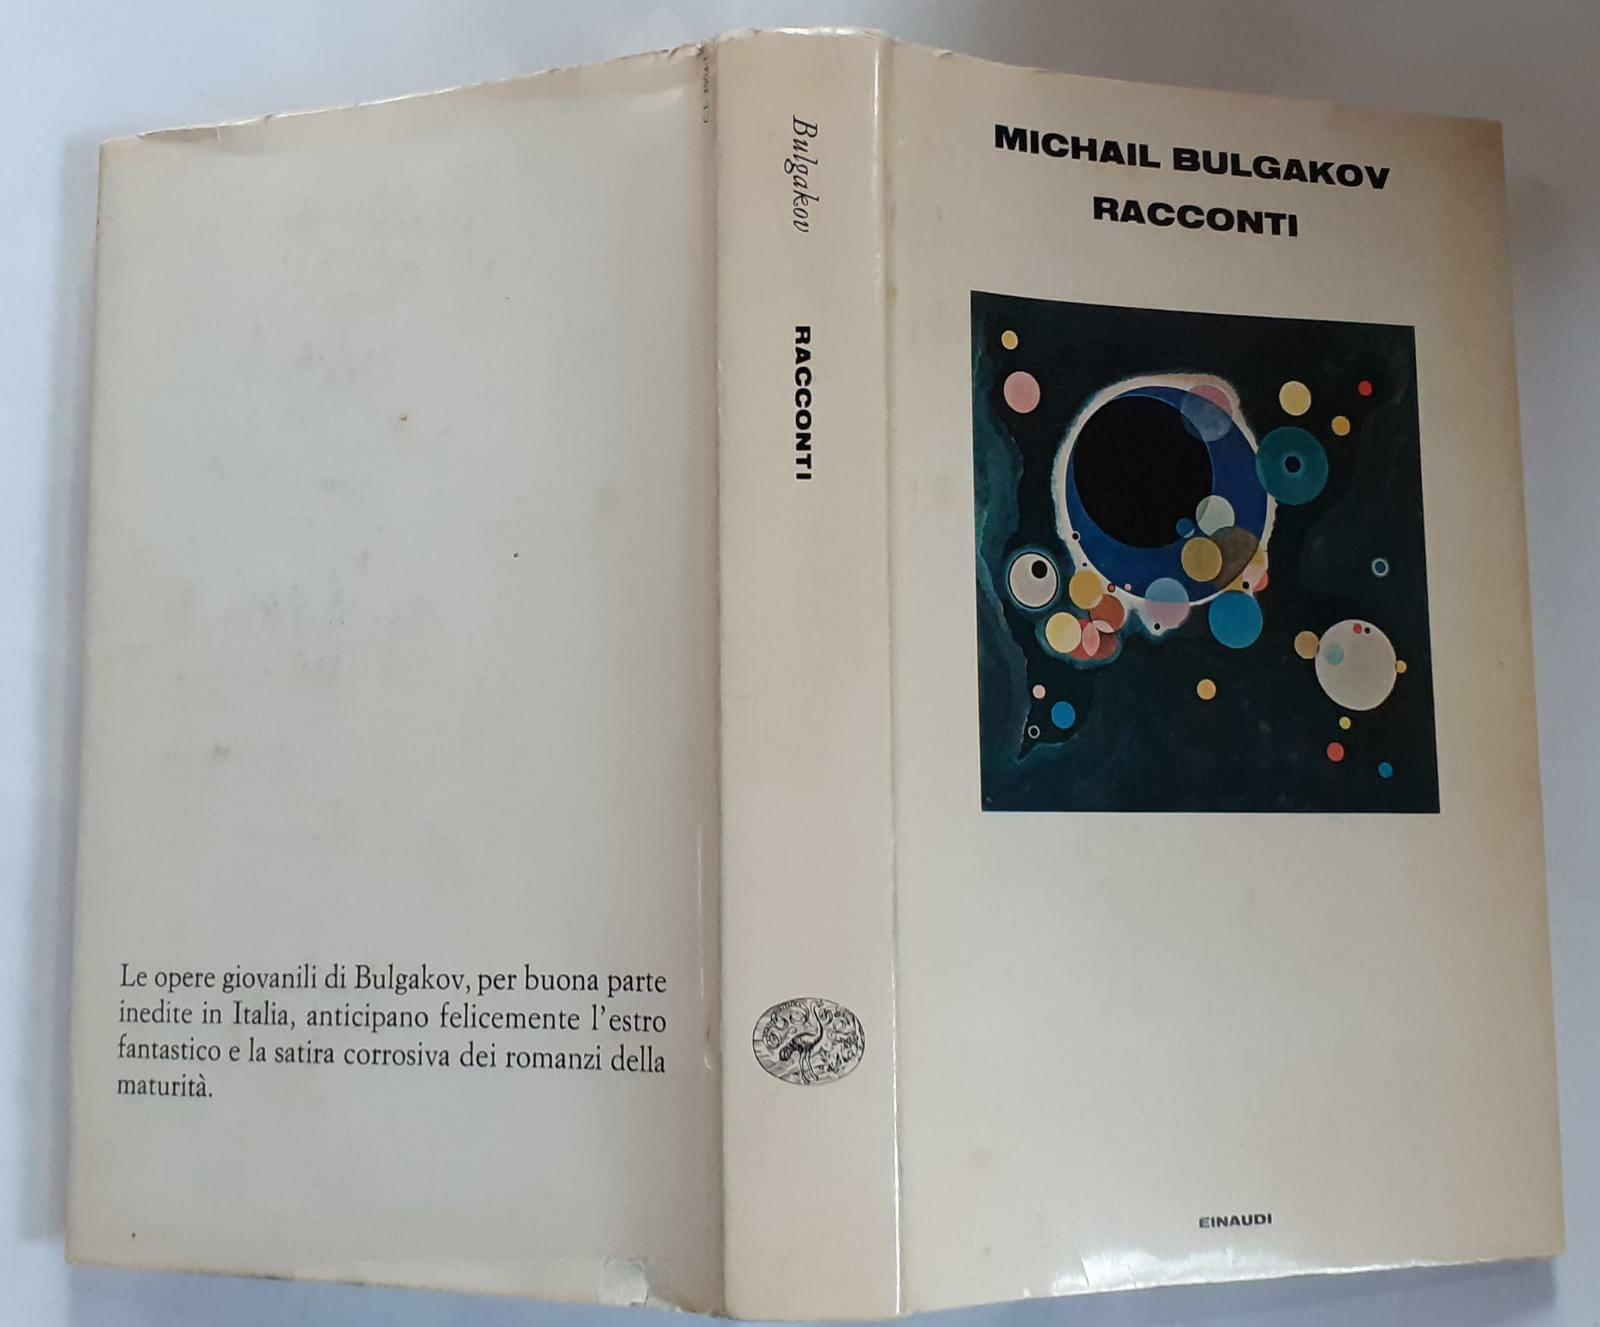 Le opere giovanili di Bulgakov, per buona parte
inedite in Italia, anticipano felicemente l'estro
fantastico e la satira corrosiva dei romanzi della
maturità.
Bulgakov
RACCONTI
MICHAIL BULGAKOV
RACCONTI
EINAUDI